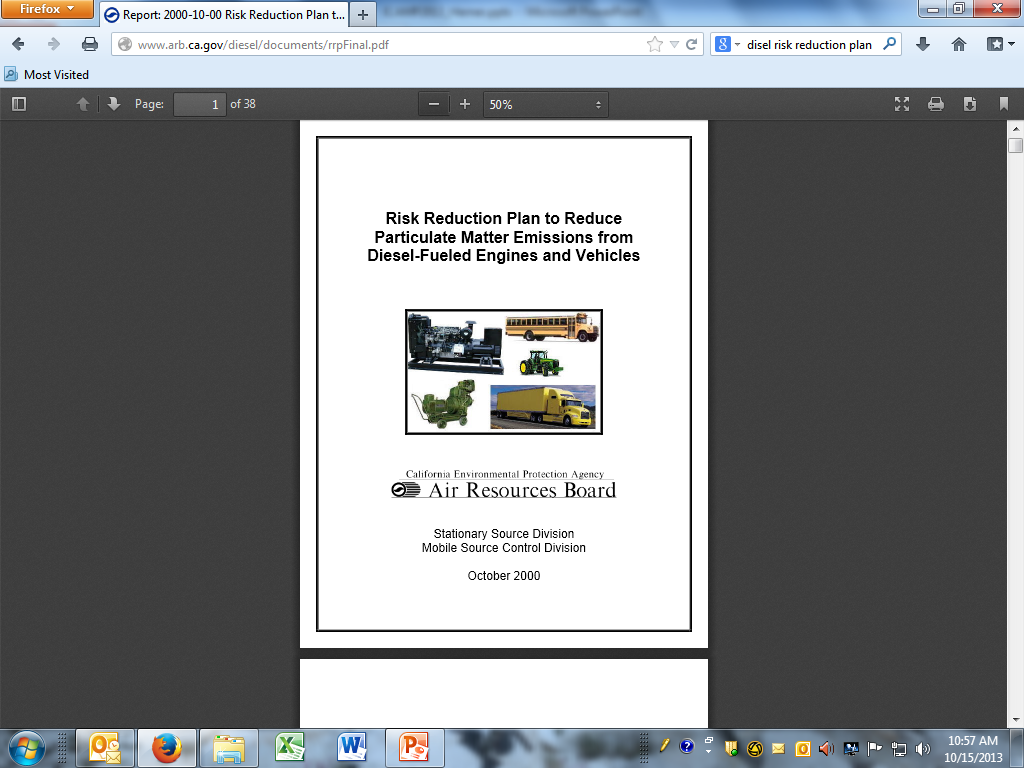 Firefox
Report: 2000-10-00 Risk Reduction Plan t...
www.arb.ca.gov/diesel/documents/rrpFinal.pdf
disel risk reduction plan
Most Visited
Page: 1 of 38
50%
Risk Reduction Plan to Reduce
Particulate Matter Emissions from
Diesel-Fueled Engines and Vehicles
California Environmental Protection Agency
Air Resources Board
Stationary Source Division
Mobile Source Control Division
October 2000
10:57 AM
10/15/2013